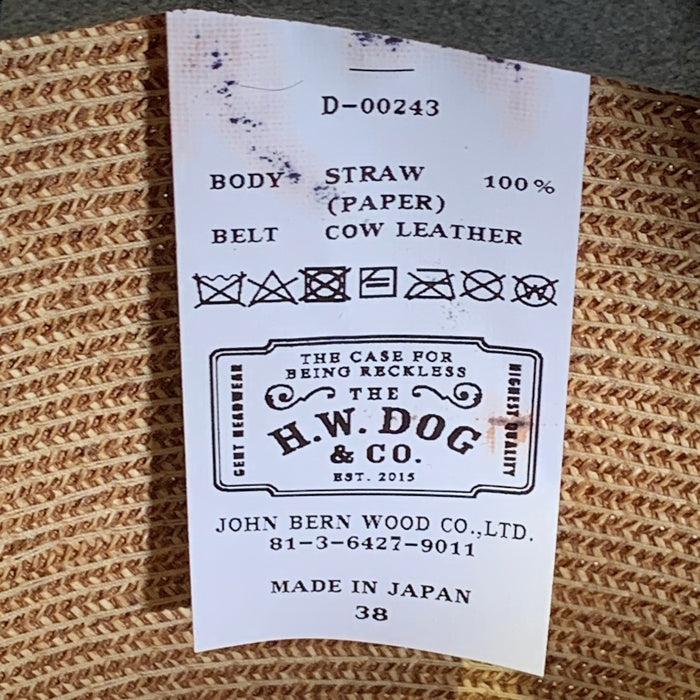 D-00243
BODY STRAW 100%
(PAPER)
BELT COW LEATHER
THE CASE FOR
BEING RECKLESS
THE
GENT HEADWEAR
H.W. DOG
HIGHEST QUALITY
& CO.
EST. 2015
JOHN BERN WOOD CO.,LTD.
81-3-6427-9011
MADE IN JAPAN
38